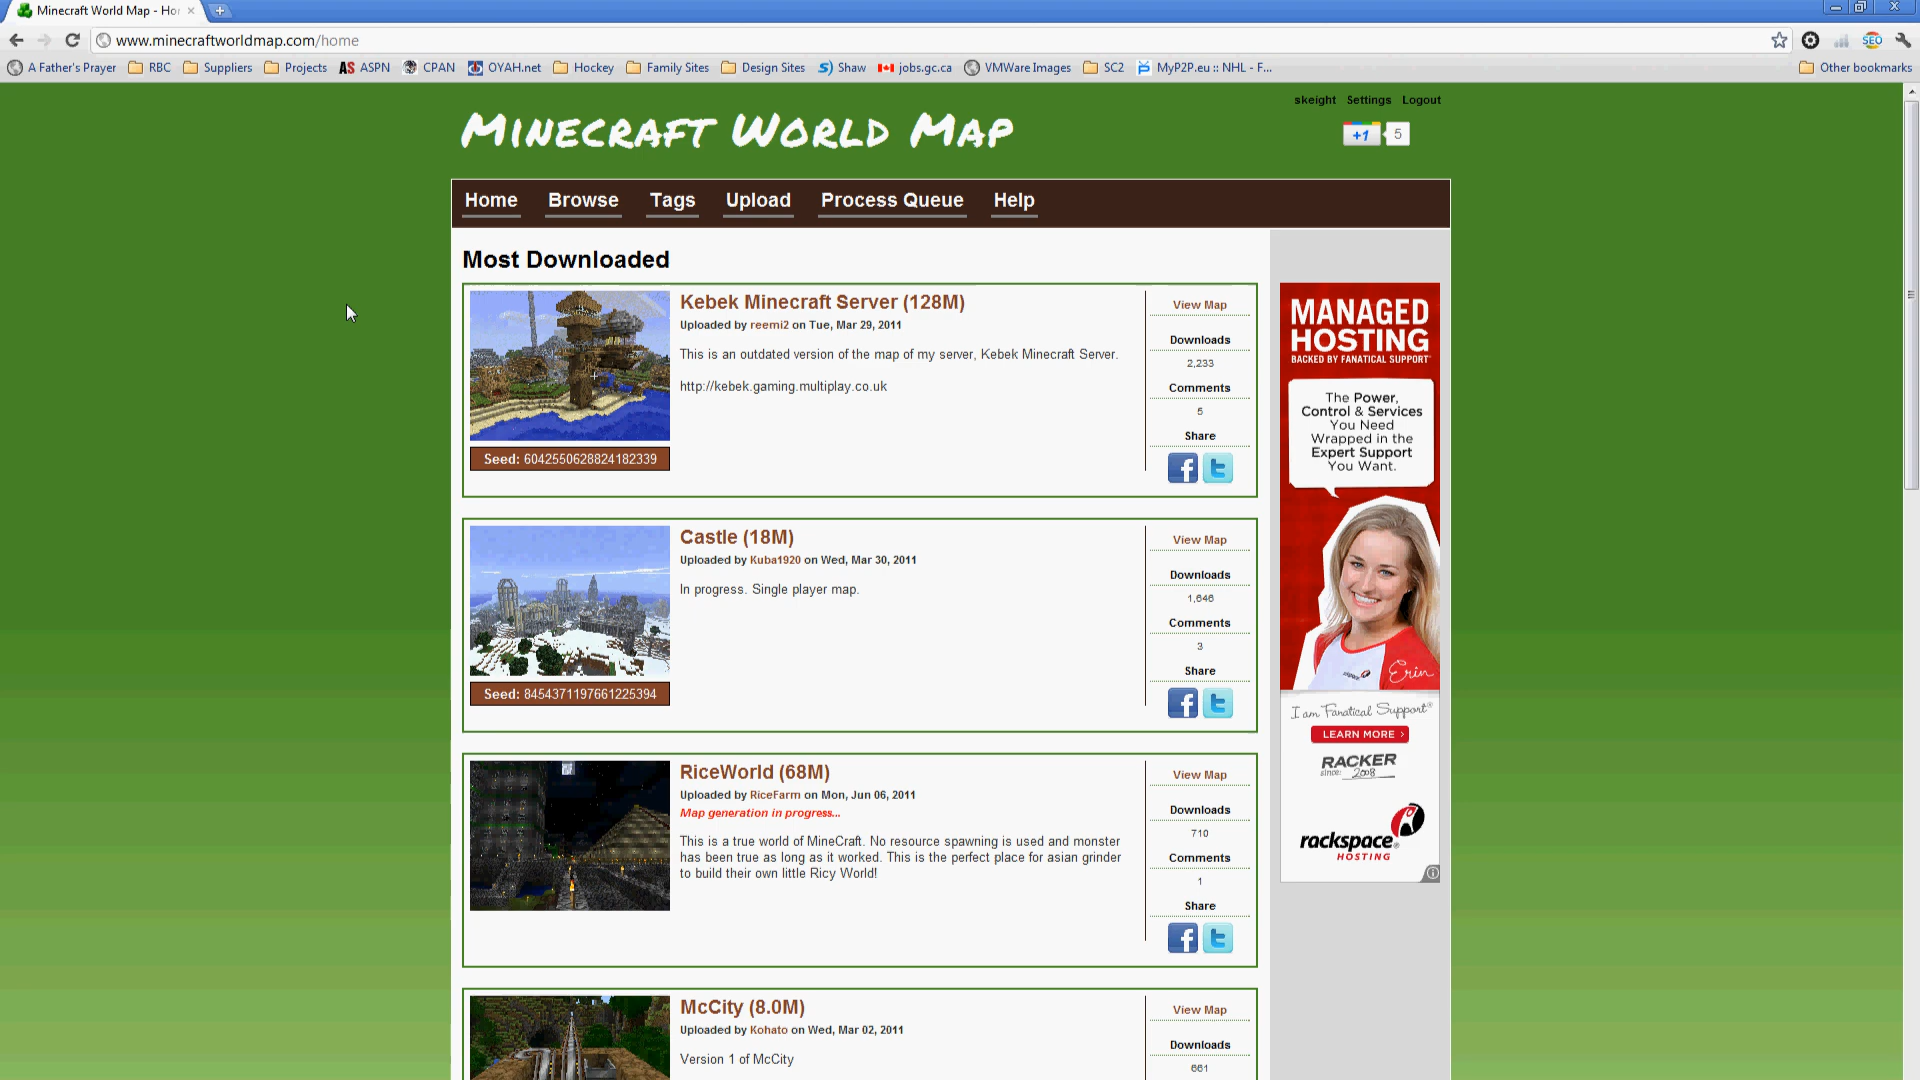 Minecraft World Map - Ho
www.minecraftworldmap.com/home
SEO
A Father's Prayer RBC Suppliers Projects AS ASPN CPAN OYAH.net Hockey Family Sites Design Sites Shaw jobs.gc.ca VMWare Images SC2 MyP2P.eu :: NHL - F... Other bookmarks
skeight Settings Logout
Minecraft World Map
+1 5
Home Browse Tags Upload Process Queue Help
Most Downloaded
Kebek Minecraft Server (128M)
Uploaded by reemi2 on Tue, Mar 29, 2011
This is an outdated version of the map of my server, Kebek Minecraft Server.
http://kebek.gaming.multiplay.co.uk
Seed: 6042550628824182339
View Map
Downloads
2,233
Comments
5
Share
Castle (18M)
Uploaded by Kuba1920 on Wed, Mar 30, 2011
In progress. Single player map.
Seed: 8454371197661225394
View Map
Downloads
1,646
Comments
3
Share
RiceWorld (68M)
Uploaded by RiceFarm on Mon, Jun 06, 2011
Map generation in progress...
This is a true world of MineCraft. No resource spawning is used and monster
has been true as long as it worked. This is the perfect place for asian grinder
to build their own little Ricy World!
View Map
Downloads
710
Comments
1
Share
McCity (8.0M)
Uploaded by Kohato on Wed, Mar 02, 2011
Version 1 of McCity
View Map
Downloads
661
MANAGED
HOSTING
BACKED BY FANATICAL SUPPORT®
The Power,
Control & Services
You Need
Wrapped in the
Expert Support
You Want.
rackspace
Erin
I am Fanatical Support®
LEARN MORE >
RACKER
since: 2008
rackspace®
HOSTING